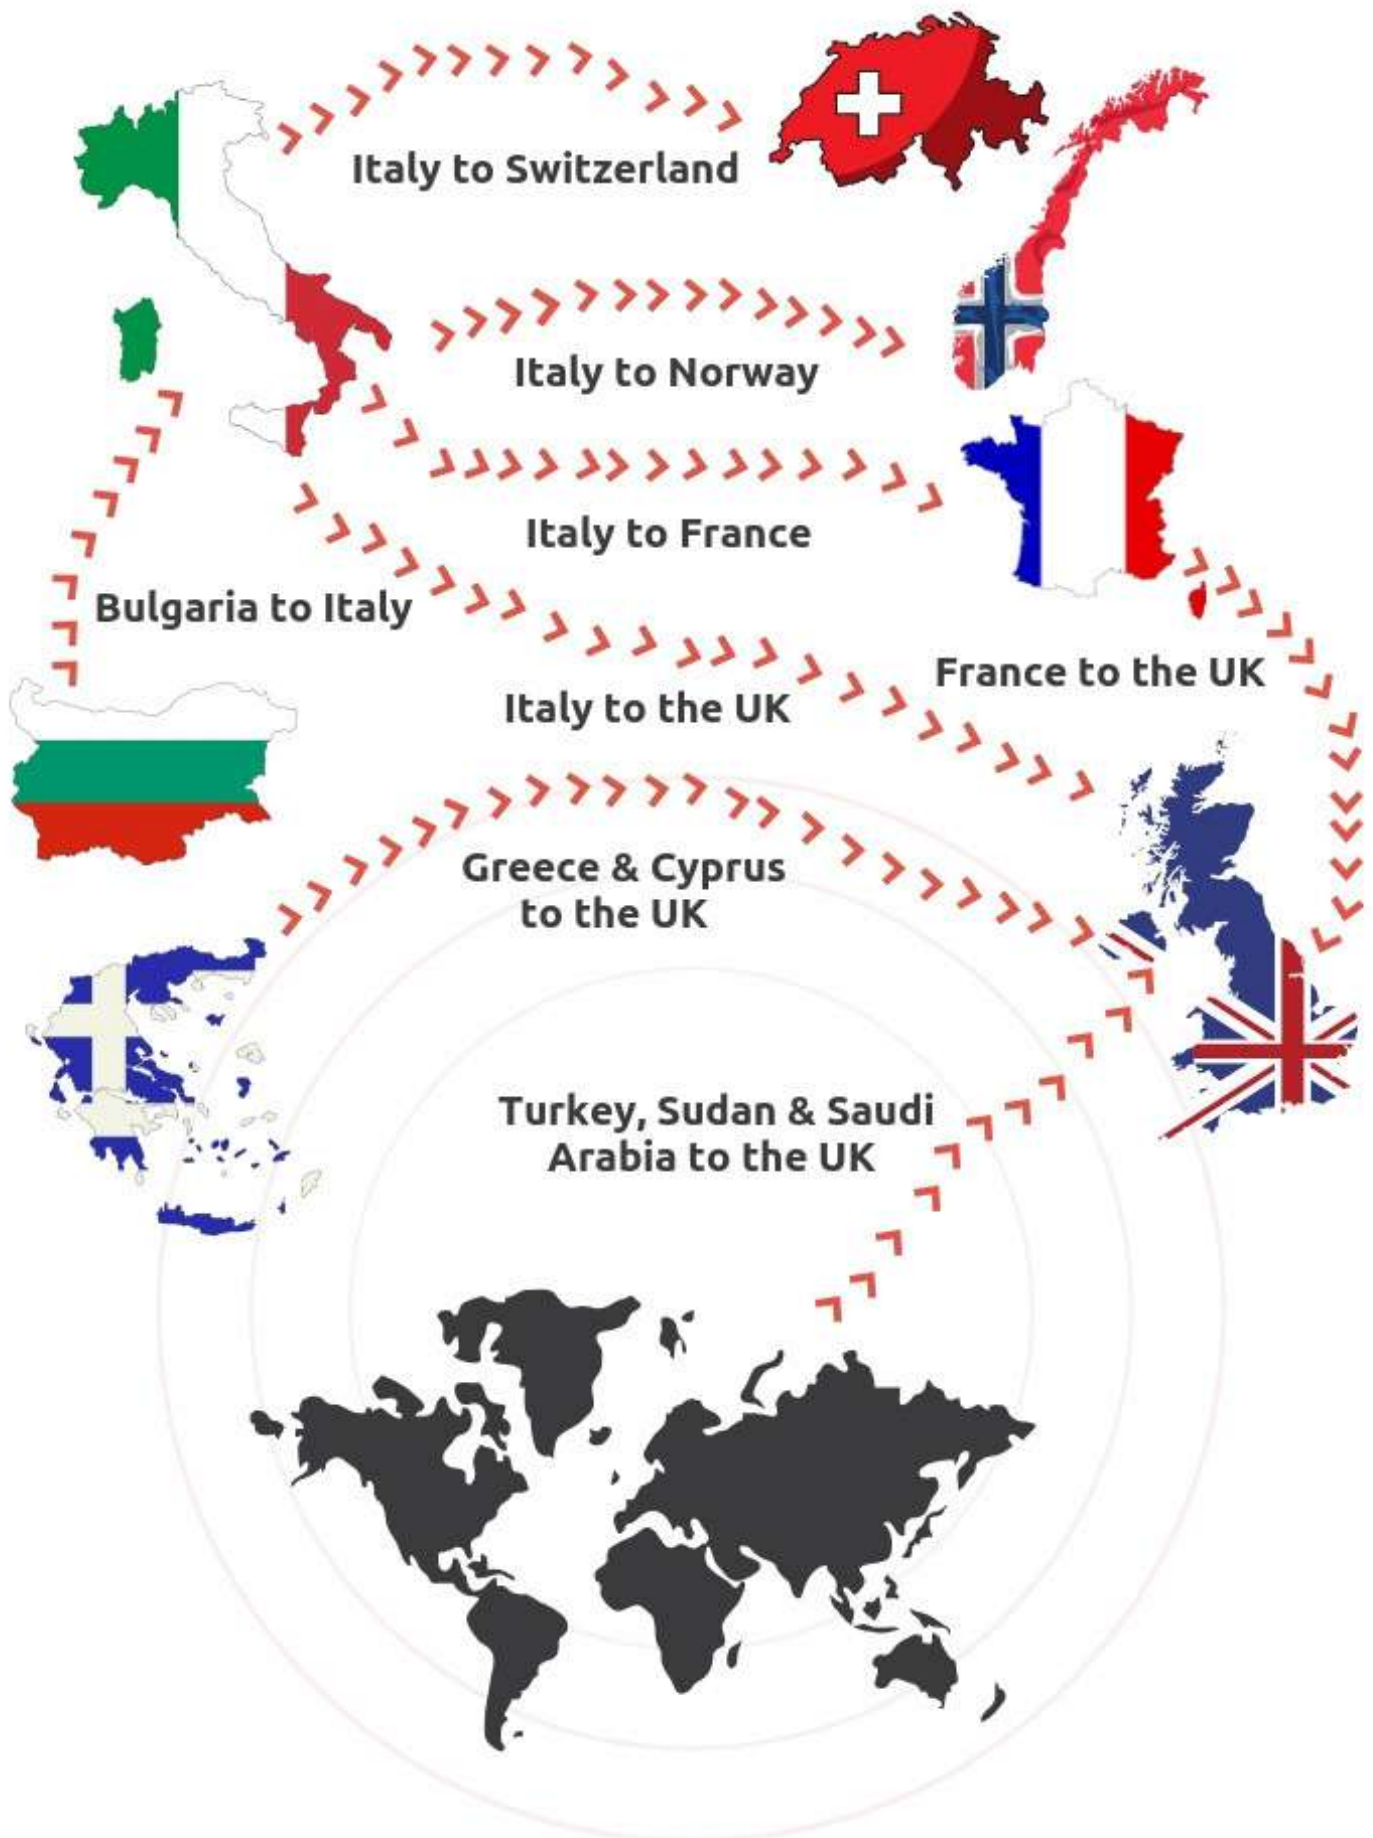 Italy to Switzerland
Italy to Norway
Italy to France
Bulgaria to Italy
France to the UK
Italy to the UK
Greece & Cyprus
to the UK
Turkey, Sudan & Saudi
Arabia to the UK